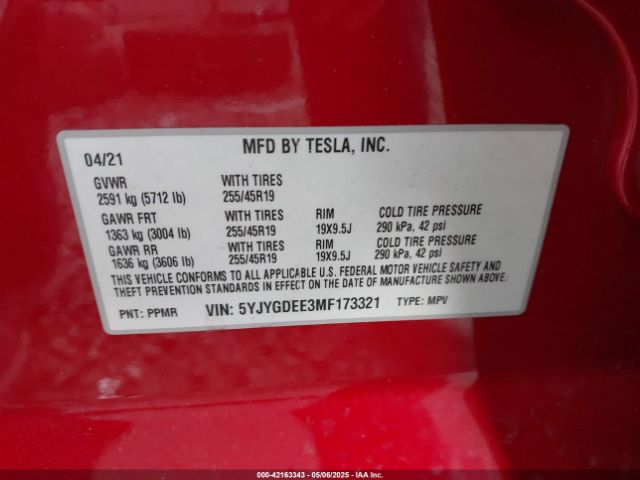 MFD BY TESLA, INC.
04/21
GVWR WITH TIRES
2591 kg (5712 lb) 255/45R19
GAWR FRT WITH TIRES RIM COLD TIRE PRESSURE
1363 kg (3004 lb) 255/45R19 19X9.5J 290 kPa, 42 psi
GAWR RR WITH TIRES RIM COLD TIRE PRESSURE
1636 kg (3606 lb) 255/45R19 19X9.5J 290 kPa, 42 psi
THIS VEHICLE CONFORMS TO ALL APPLICABLE U.S. FEDERAL MOTOR VEHICLE SAFETY AND
THEFT PREVENTION STANDARDS IN EFFECT ON THE DATE OF MANUFACTURE SHOWN ABOVE.
PNT: PPMR VIN: 5YJYGDEE3MF173321 TYPE: MPV
000-42163343 - 05/06/2025 - IAA Inc.